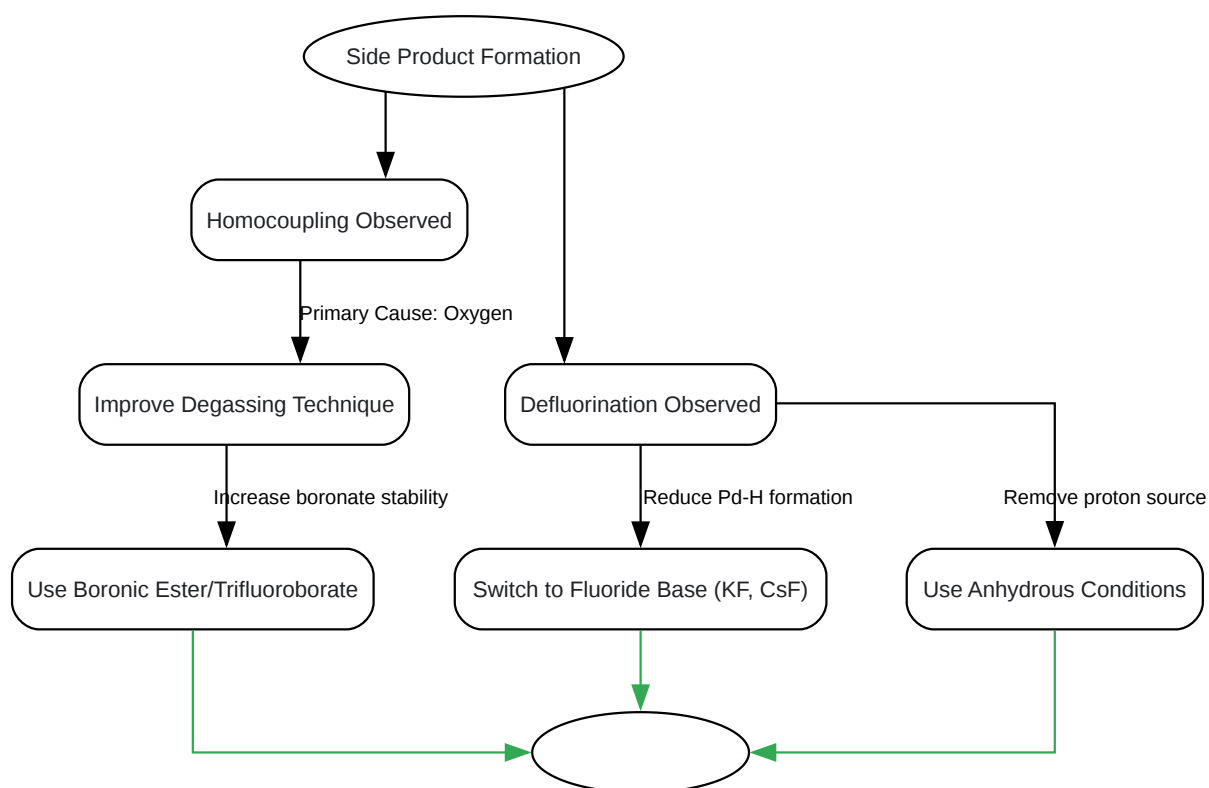 Side Product Formation
Homocoupling Observed
Primary Cause: Oxygen
Improve Degassing Technique
Defluorination Observed
Increase boronate stability
Reduce Pd-H formation
Remove proton source
Use Boronic Ester/Trifluoroborate
Switch to Fluoride Base (KF, CsF)
Use Anhydrous Conditions